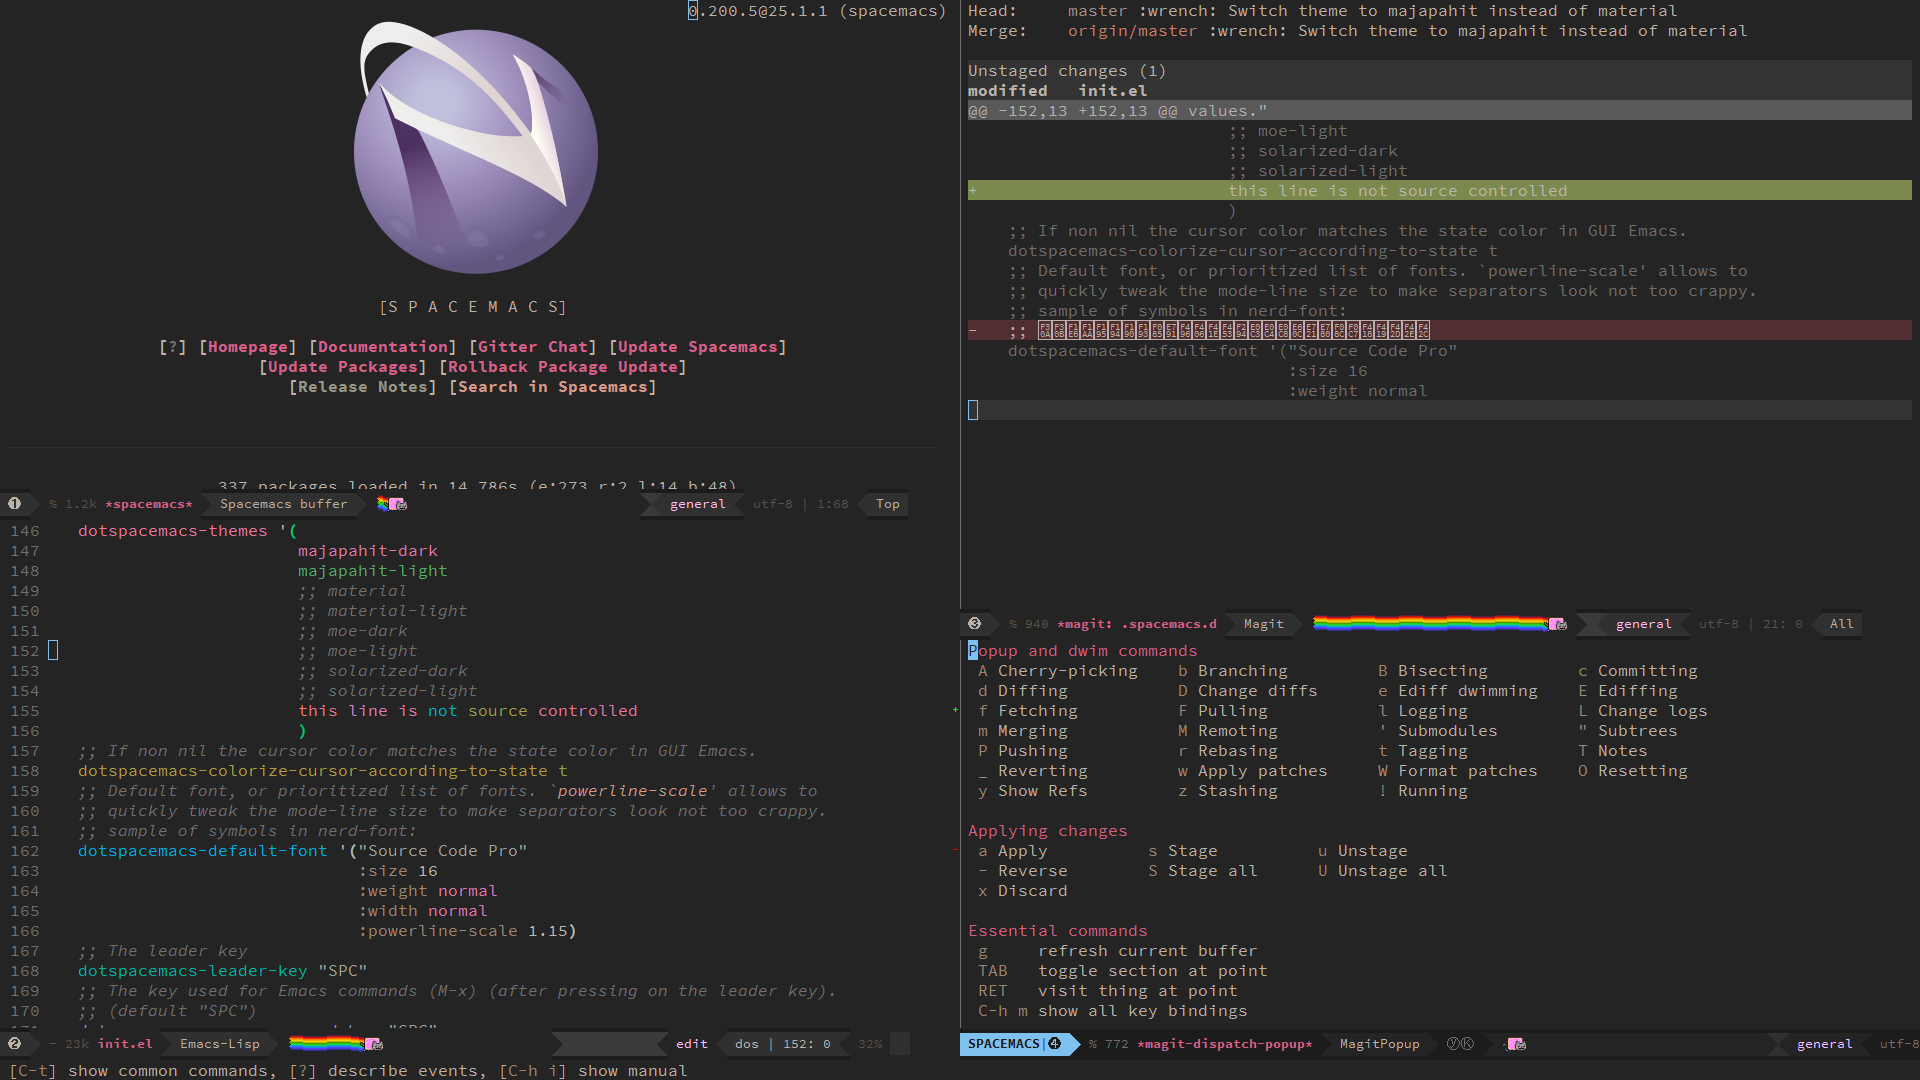 0.200.5@25.1.1 (spacemacs)
[S P A C E M A C S]
[?] [Homepage] [Documentation] [Gitter Chat] [Update Spacemacs]
[Update Packages] [Rollback Package Update]
[Release Notes] [Search in Spacemacs]
337 packages loaded in 14.786s (e:273 r:2 l:14 b:48)
1 % 1.2k *spacemacs* Spacemacs buffer general utf-8 | 1:68 Top
146 dotspacemacs-themes '(
147 majapahit-dark
148 majapahit-light
149 ;; material
150 ;; material-light
151 ;; moe-dark
152 ;; moe-light
153 ;; solarized-dark
154 ;; solarized-light
155 this line is not source controlled
156 )
157 ;; If non nil the cursor color matches the state color in GUI Emacs.
158 dotspacemacs-colorize-cursor-according-to-state t
159 ;; Default font, or prioritized list of fonts. `powerline-scale' allows to
160 ;; quickly tweak the mode-line size to make separators look not too crappy.
161 ;; sample of symbols in nerd-font:
162 dotspacemacs-default-font '("Source Code Pro"
163 :size 16
164 :weight normal
165 :width normal
166 :powerline-scale 1.15)
167 ;; The leader key
168 dotspacemacs-leader-key "SPC"
169 ;; The key used for Emacs commands (M-x) (after pressing on the leader key).
170 ;; (default "SPC")
2 - 23k init.el Emacs-Lisp edit dos | 152: 0 32%
[C-t] show common commands, [?] describe events, [C-h i] show manual
Head: master :wrench: Switch theme to majapahit instead of material
Merge: origin/master :wrench: Switch theme to majapahit instead of material
Unstaged changes (1)
modified init.el
@@ -152,13 +152,13 @@ values."
;; moe-light
;; solarized-dark
;; solarized-light
+ this line is not source controlled
)
;; If non nil the cursor color matches the state color in GUI Emacs.
dotspacemacs-colorize-cursor-according-to-state t
;; Default font, or prioritized list of fonts. `powerline-scale' allows to
;; quickly tweak the mode-line size to make separators look not too crappy.
;; sample of symbols in nerd-font:
- ;;
dotspacemacs-default-font '("Source Code Pro"
:size 16
:weight normal
3 % 940 *magit: .spacemacs.d Magit general utf-8 | 21: 0 All
Popup and dwim commands
A Cherry-picking b Branching B Bisecting c Committing
d Diffing D Change diffs e Ediff dwimming E Ediffing
f Fetching F Pulling l Logging L Change logs
m Merging M Remoting ' Submodules " Subtrees
P Pushing r Rebasing t Tagging T Notes
_ Reverting w Apply patches W Format patches O Resetting
y Show Refs z Stashing ! Running
Applying changes
a Apply s Stage u Unstage
- Reverse S Stage all U Unstage all
x Discard
Essential commands
g refresh current buffer
TAB toggle section at point
RET visit thing at point
C-h m show all key bindings
SPACEMACS|4 % 772 *magit-dispatch-popup* MagitPopup ⓨⓀ general utf-8